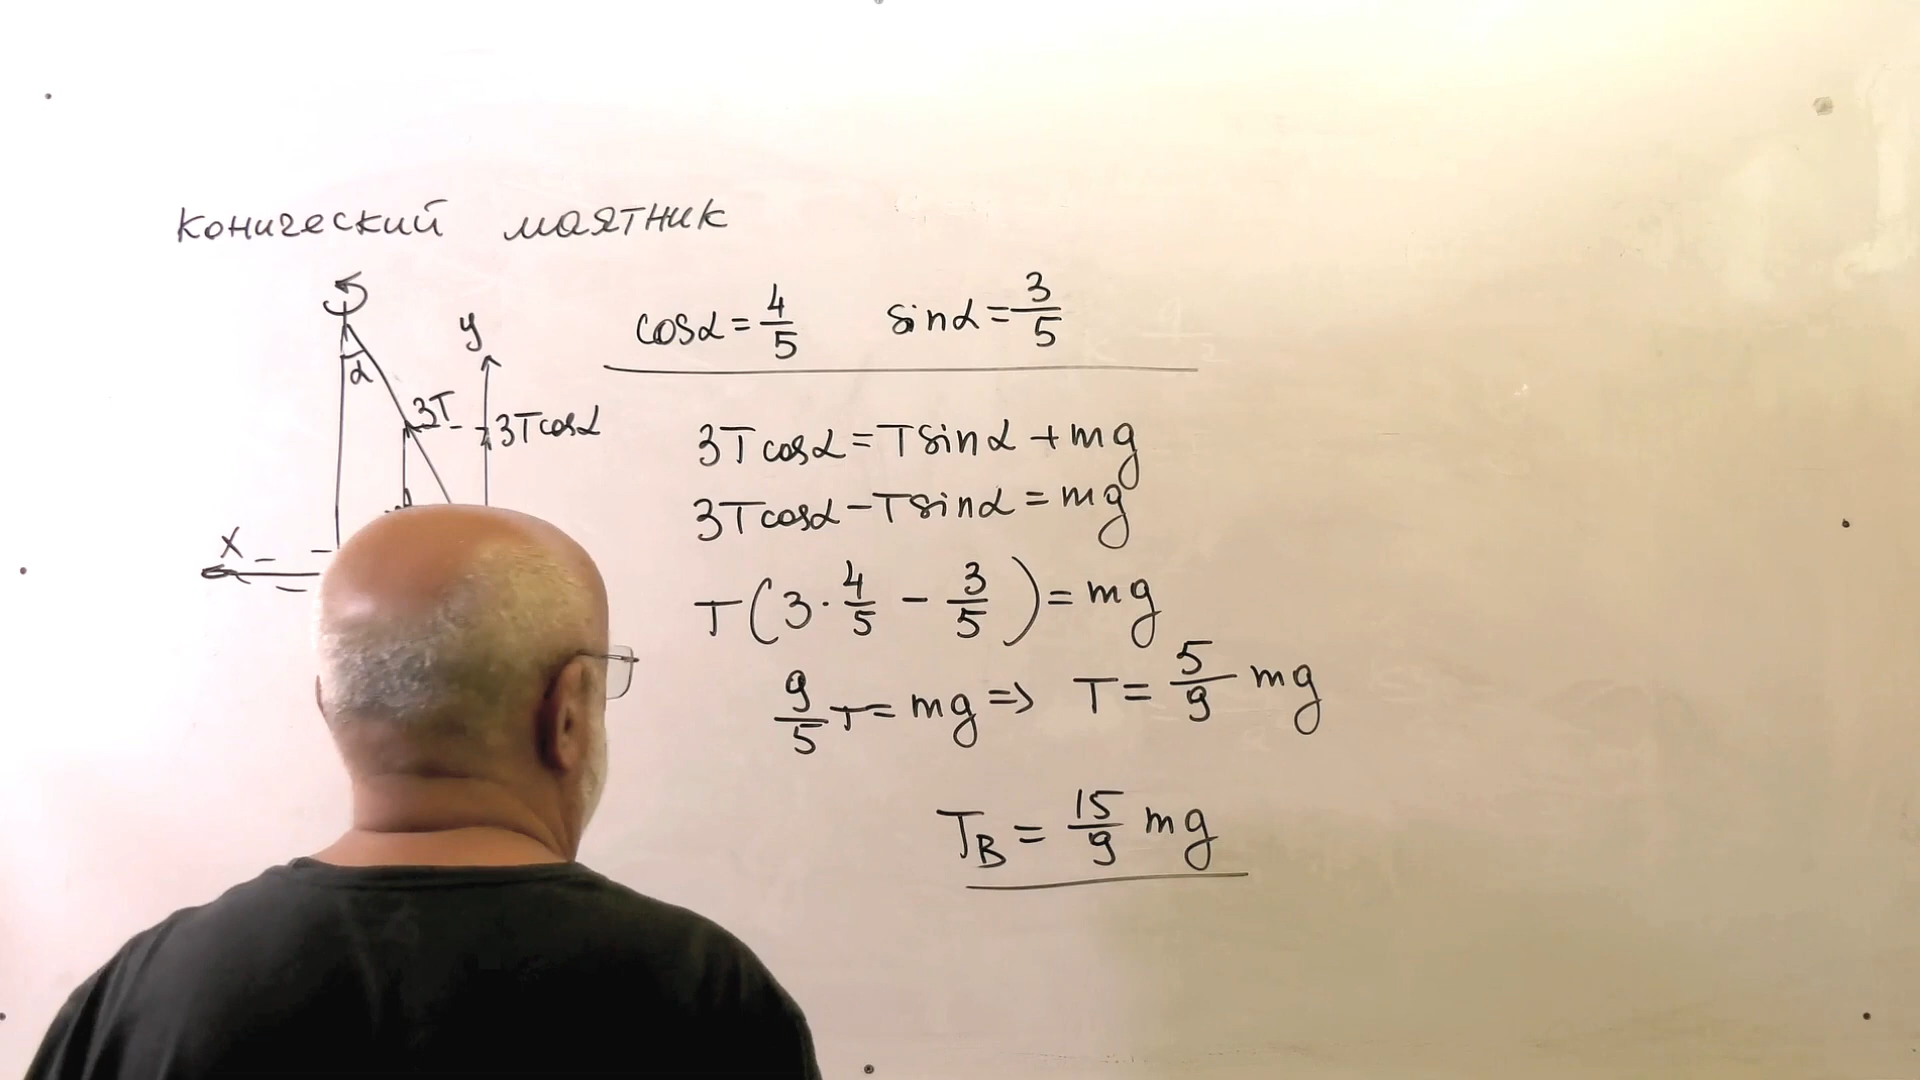 Конический маятник
cosα = 4/5 sinα = 3/5
y
α
3T
3Tcosα
X
3Tcosα = Tsinα + mg
3Tcosα − Tsinα = mg
T(3·4/5 − 3/5) = mg
9/5 T = mg => T = 5/9 mg
T_B = 15/9 mg